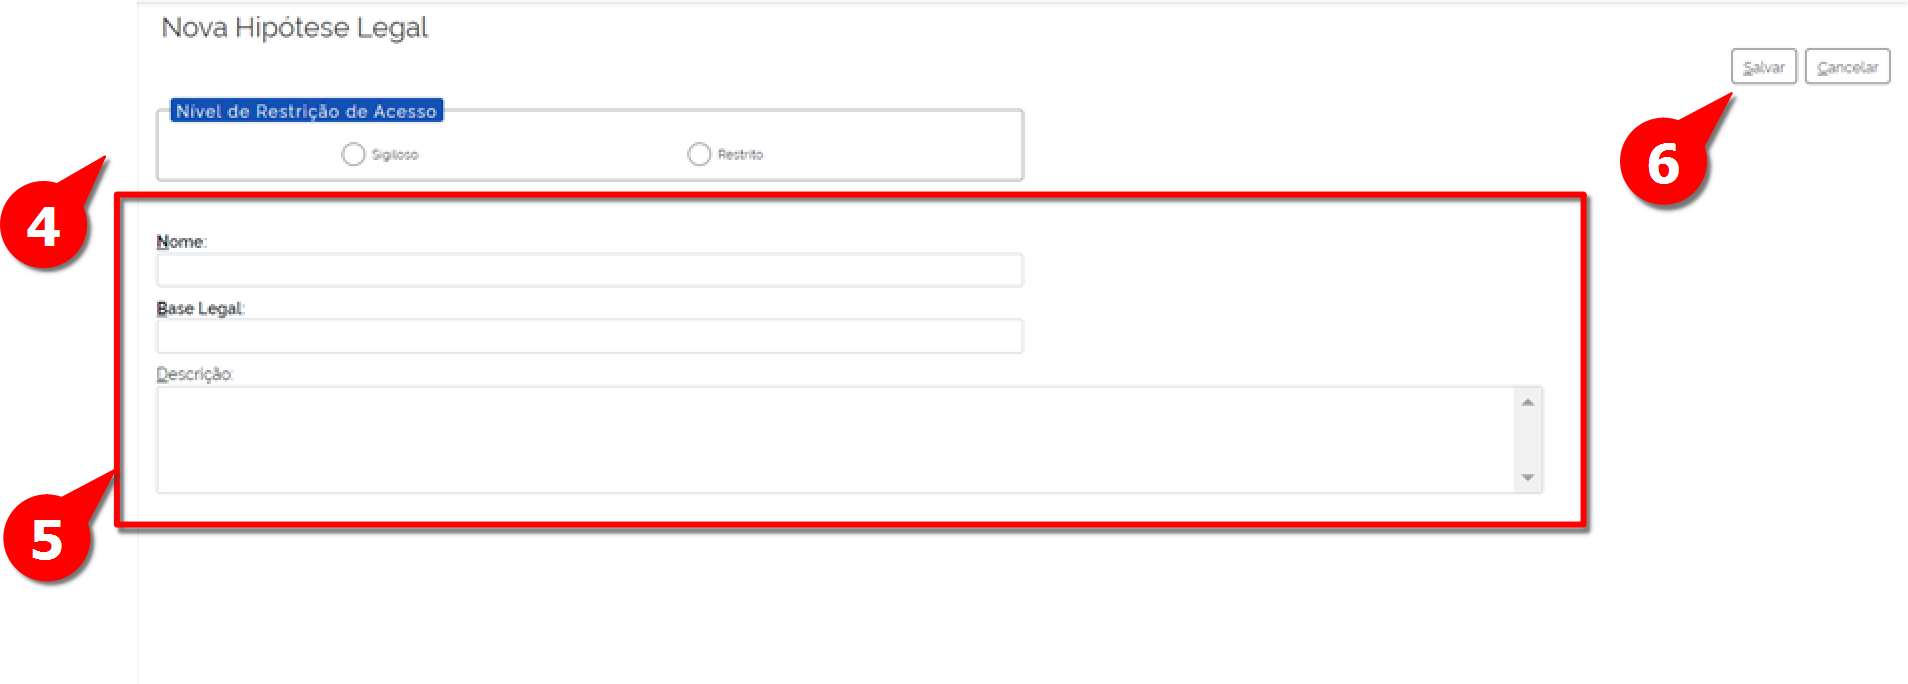 Nova Hipótese Legal
Salvar Cancelar
6
Nível de Restrição de Acesso
Sigiloso Restrito
4
Nome:
Base Legal:
Descrição:
5